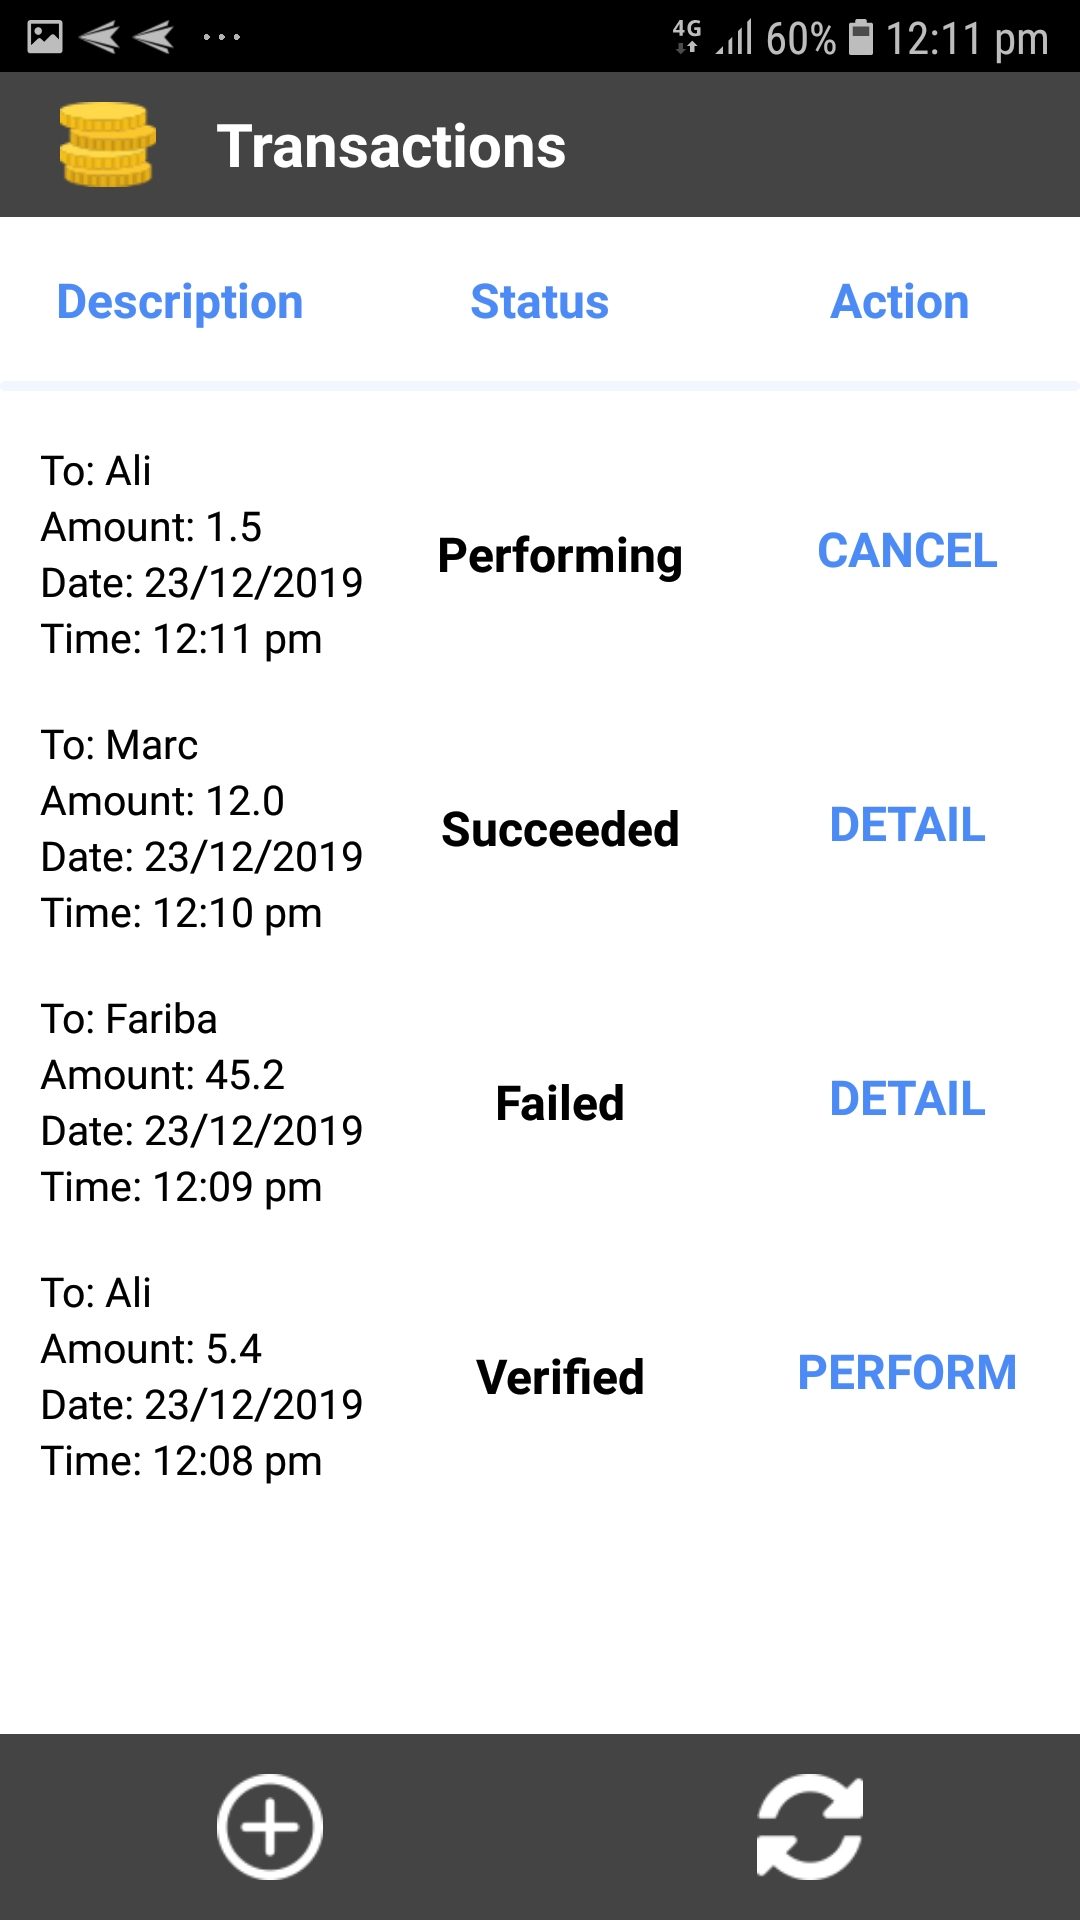 4G 60% 12:11 pm
Transactions
Description Status Action
To: Ali
Amount: 1.5
Date: 23/12/2019
Time: 12:11 pm
Performing
CANCEL
To: Marc
Amount: 12.0
Date: 23/12/2019
Time: 12:10 pm
Succeeded
DETAIL
To: Fariba
Amount: 45.2
Date: 23/12/2019
Time: 12:09 pm
Failed
DETAIL
To: Ali
Amount: 5.4
Date: 23/12/2019
Time: 12:08 pm
Verified
PERFORM